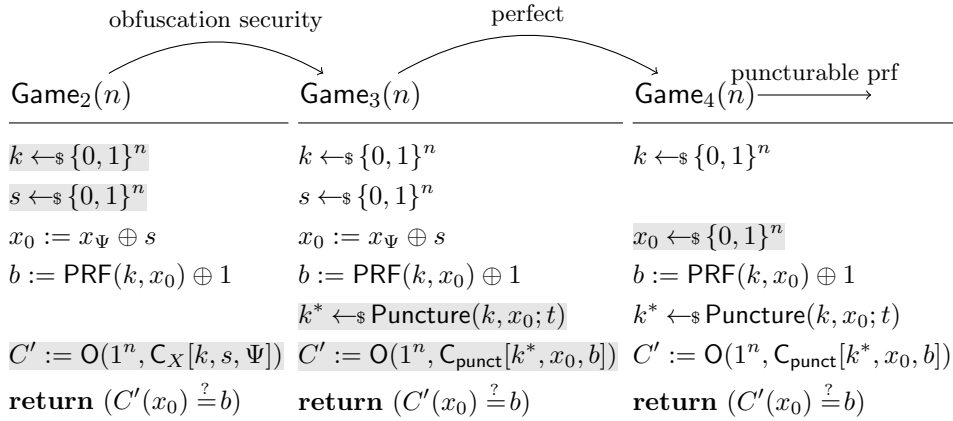 obfuscation security
perfect
puncturable prf
Game₂(n)
Game₃(n)
Game₄(n)
k ←$ {0, 1}ⁿ
k ←$ {0, 1}ⁿ
k ←$ {0, 1}ⁿ
s ←$ {0, 1}ⁿ
s ←$ {0, 1}ⁿ
x₀ := x_Ψ ⊕ s
x₀ := x_Ψ ⊕ s
x₀ ←$ {0, 1}ⁿ
b := PRF(k, x₀) ⊕ 1
b := PRF(k, x₀) ⊕ 1
b := PRF(k, x₀) ⊕ 1
k* ←$ Puncture(k, x₀; t)
k* ←$ Puncture(k, x₀; t)
C′ := O(1ⁿ, C_X[k, s, Ψ])
C′ := O(1ⁿ, C_punct[k*, x₀, b])
C′ := O(1ⁿ, C_punct[k*, x₀, b])
return (C′(x₀) ≟ b)
return (C′(x₀) ≟ b)
return (C′(x₀) ≟ b)